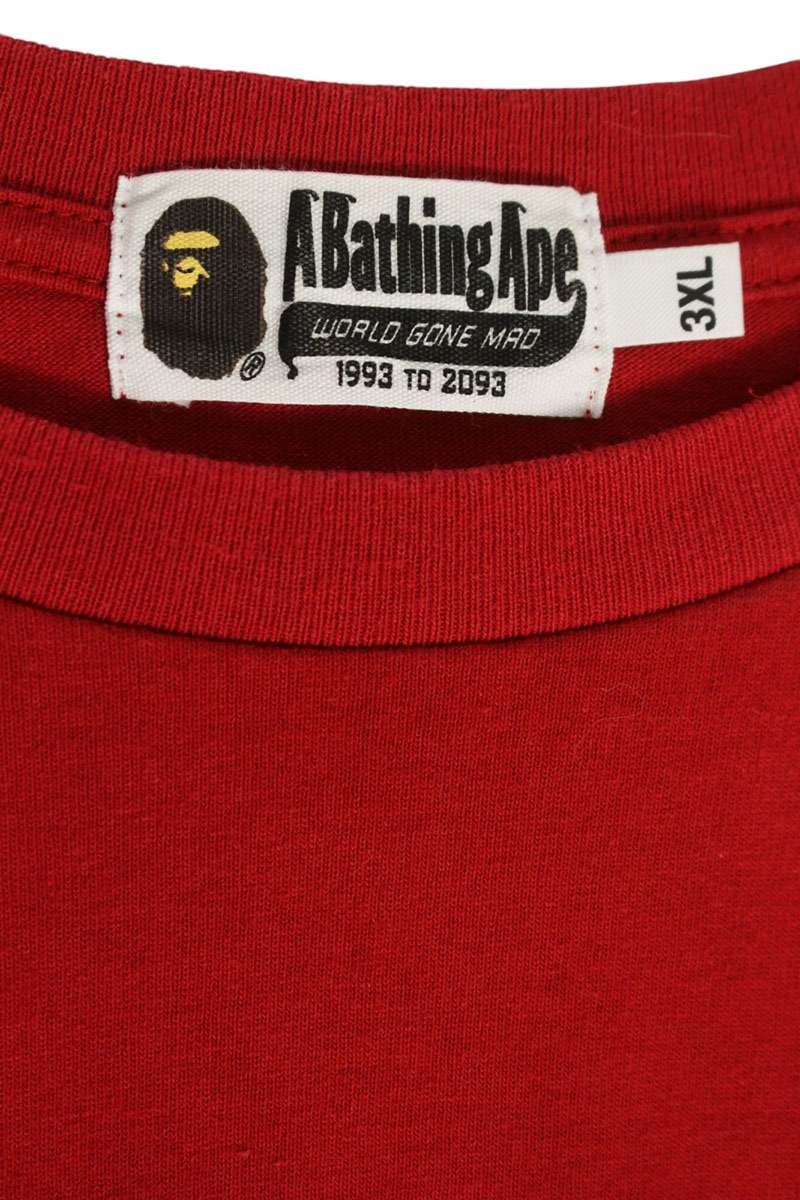 A Bathing Ape
WORLD GONE MAD
1993 TO 2093
®
3XL